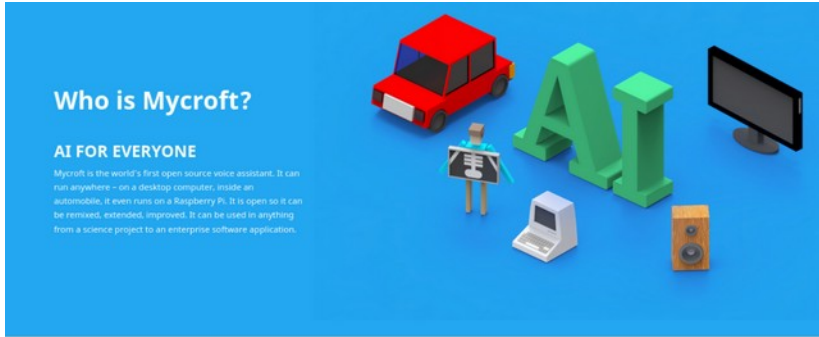 Who is Mycroft?
AI FOR EVERYONE
Mycroft is the world's first open source voice assistant. It can
run anywhere – on a desktop computer, inside an
automobile, it even runs on a Raspberry Pi. It is open so it can
be remixed, extended, improved. It can be used in anything
from a science project to an enterprise software application.
AI